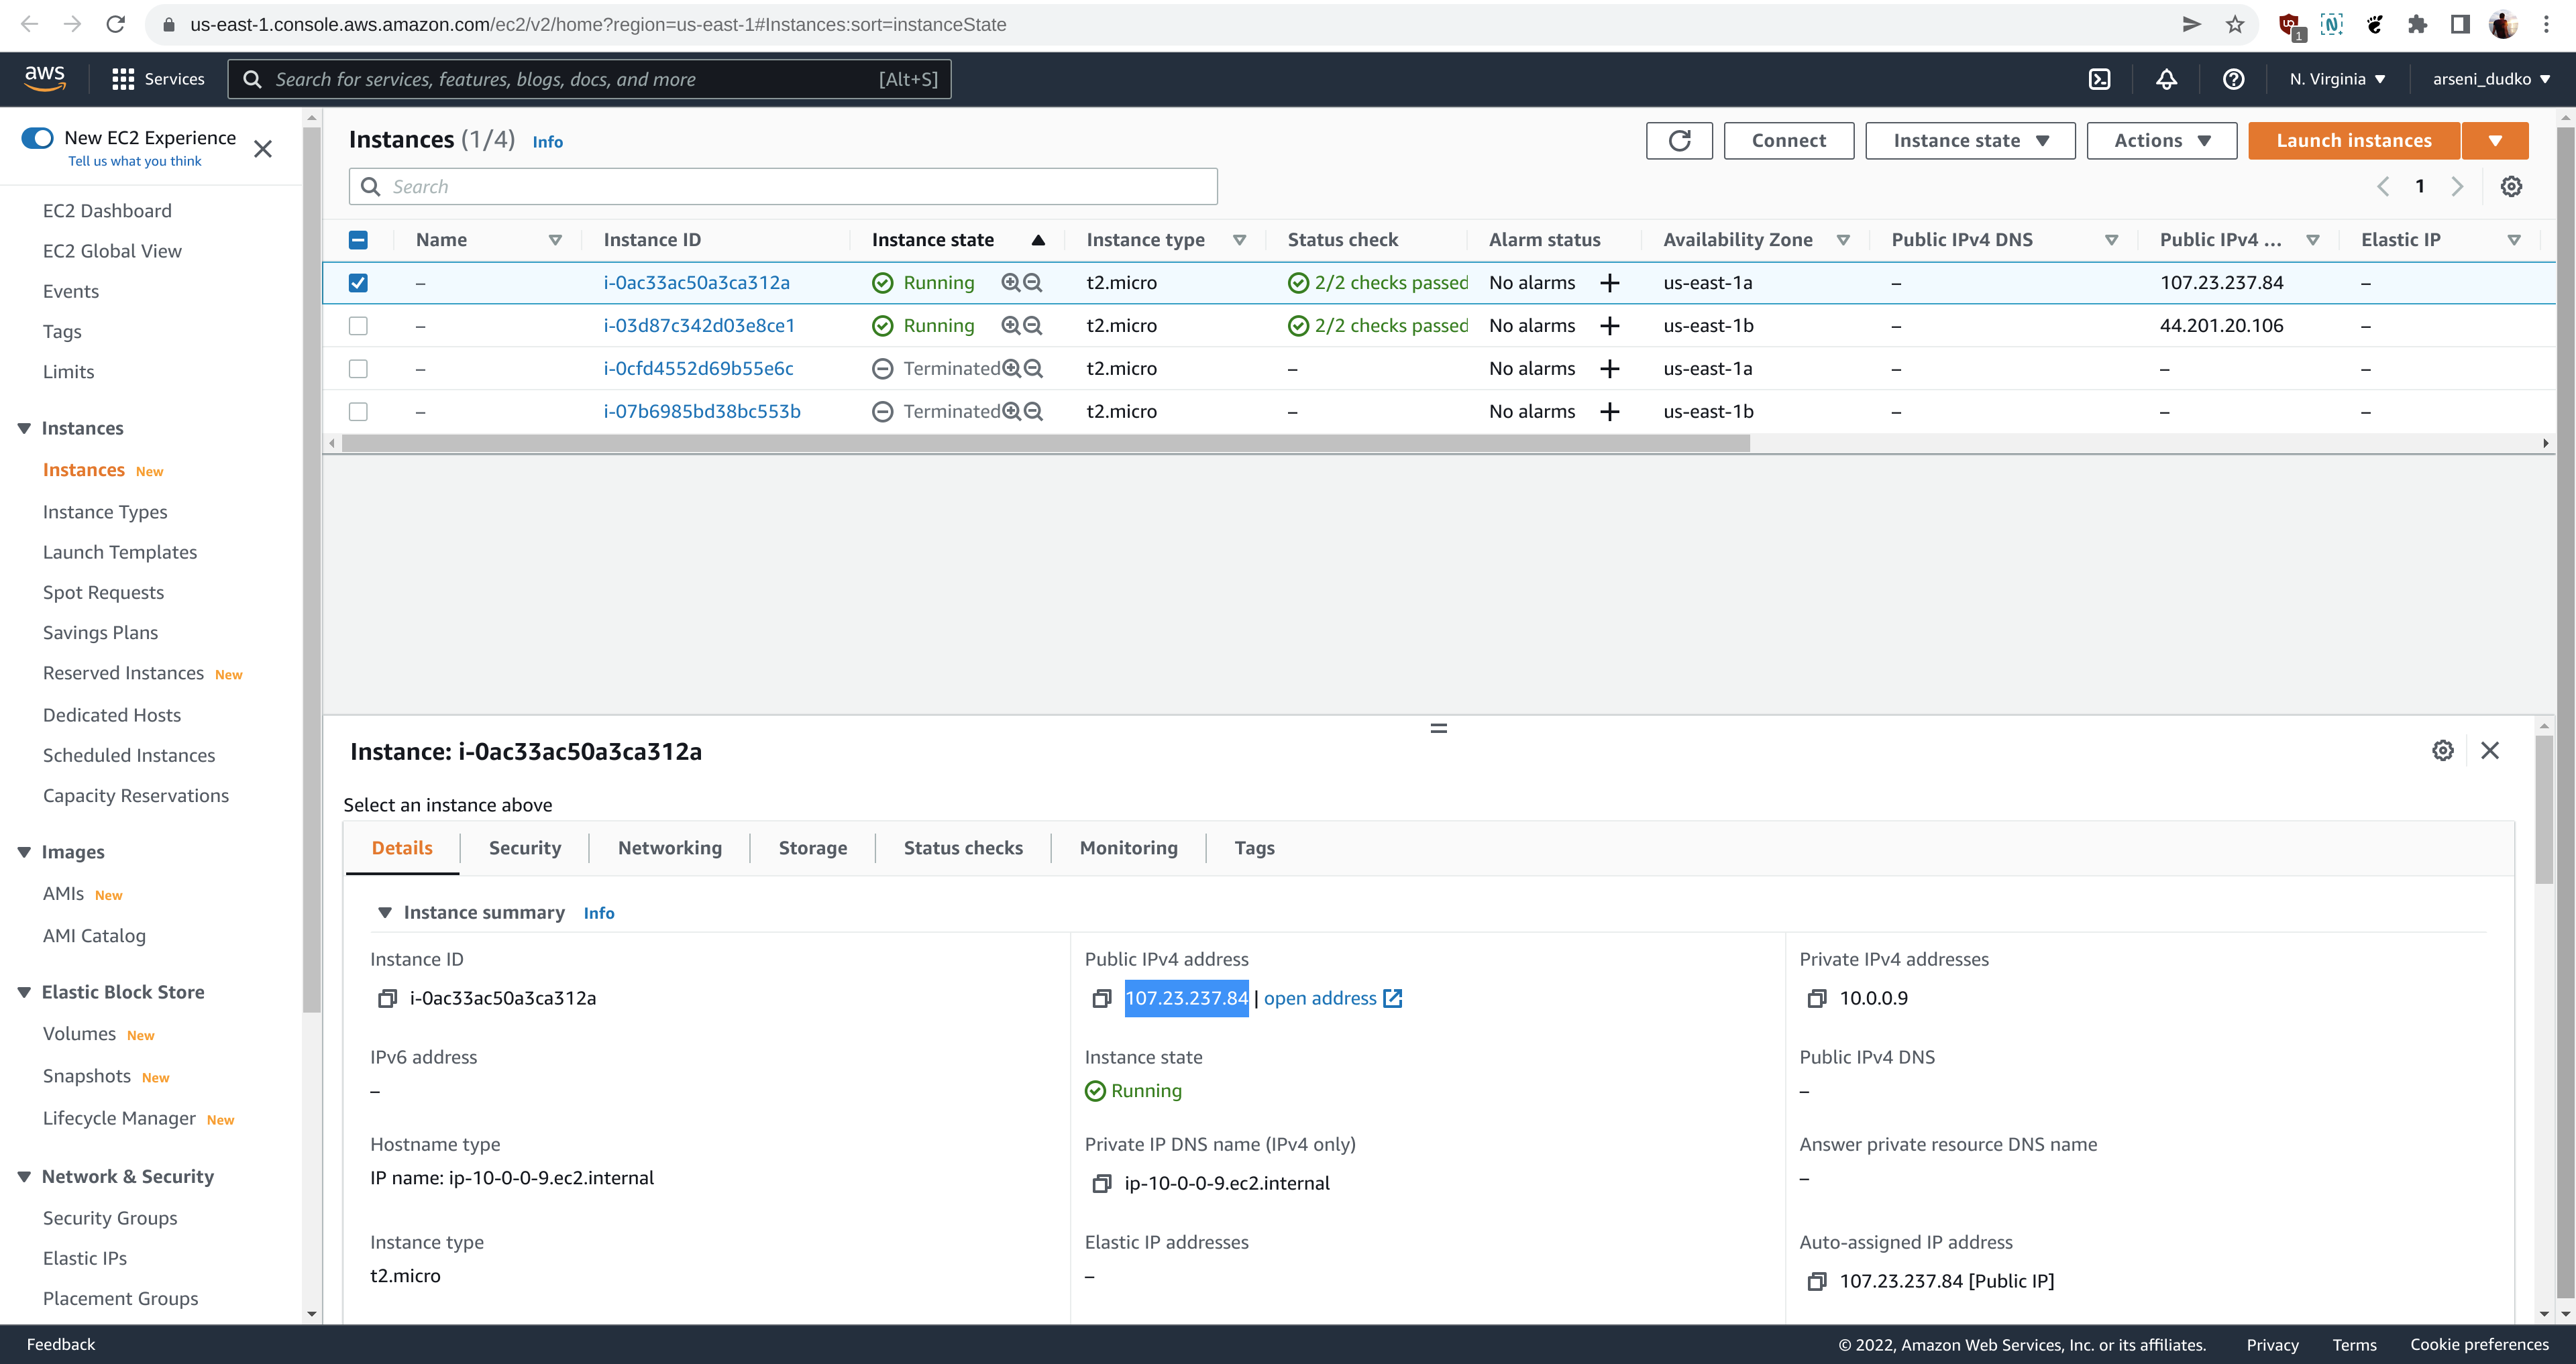 us-east-1.console.aws.amazon.com/ec2/v2/home?region=us-east-1#Instances:sort=instanceState
1
aws
Services
Search for services, features, blogs, docs, and more
[Alt+S]
N. Virginia
arseni_dudko
New EC2 Experience
Tell us what you think
EC2 Dashboard
EC2 Global View
Events
Tags
Limits
Instances
Instances New
Instance Types
Launch Templates
Spot Requests
Savings Plans
Reserved Instances New
Dedicated Hosts
Scheduled Instances
Capacity Reservations
Images
AMIs New
AMI Catalog
Elastic Block Store
Volumes New
Snapshots New
Lifecycle Manager New
Network & Security
Security Groups
Elastic IPs
Placement Groups
Instances (1/4) Info
Connect
Instance state
Actions
Launch instances
Search
1
Name Instance ID Instance state Instance type Status check Alarm status Availability Zone Public IPv4 DNS Public IPv4 ... Elastic IP
– i-0ac33ac50a3ca312a Running t2.micro 2/2 checks passed No alarms + us-east-1a – 107.23.237.84 –
– i-03d87c342d03e8ce1 Running t2.micro 2/2 checks passed No alarms + us-east-1b – 44.201.20.106 –
– i-0cfd4552d69b55e6c Terminated t2.micro – No alarms + us-east-1a – – –
– i-07b6985bd38bc553b Terminated t2.micro – No alarms + us-east-1b – – –
Instance: i-0ac33ac50a3ca312a
Select an instance above
Details Security Networking Storage Status checks Monitoring Tags
Instance summary Info
Instance ID
i-0ac33ac50a3ca312a
Public IPv4 address
107.23.237.84 | open address
Private IPv4 addresses
10.0.0.9
IPv6 address
–
Instance state
Running
Public IPv4 DNS
–
Hostname type
IP name: ip-10-0-0-9.ec2.internal
Private IP DNS name (IPv4 only)
ip-10-0-0-9.ec2.internal
Answer private resource DNS name
–
Instance type
t2.micro
Elastic IP addresses
–
Auto-assigned IP address
107.23.237.84 [Public IP]
Feedback
© 2022, Amazon Web Services, Inc. or its affiliates.
Privacy
Terms
Cookie preferences